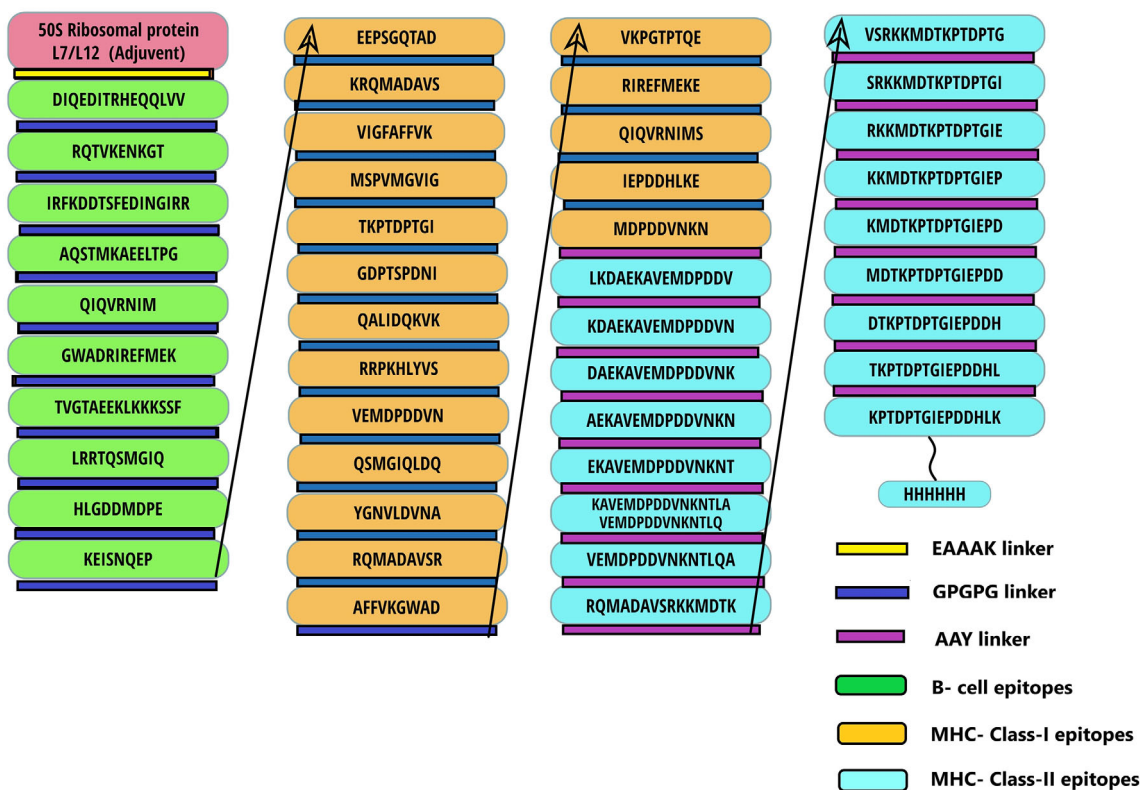 50S Ribosomal protein
L7/L12 (Adjuvent)
DIQEDITRHEQQLVV
RQTVKENKGT
IRFKDDTSFEDINGIRR
AQSTMKAEELTPG
QIQVRNIM
GWADRIREFMEK
TVGTAEEKLKKKSSF
LRRTQSMGIQ
HLGDDMDPE
KEISNQEP
EEPSGQTAD
KRQMADAVS
VIGFAFFVK
MSPVMGVIG
TKPTDPTGI
GDPTSPDNI
QALIDQKVK
RRPKHLYVS
VEMDPDDVN
QSMGIQLDQ
YGNVLDVNA
RQMADAVSR
AFFVKGWAD
VKPGTPTQE
RIREFMEKE
QIQVRNIMS
IEPDDHLKE
MDPDDVNKN
LKDAEKAVEMDPDDV
KDAEKAVEMDPDDVN
DAEKAVEMDPDDVNK
AEKAVEMDPDDVNKN
EKAVEMDPDDVNKNT
KAVEMDPDDVNKNTLA
VEMDPDDVNKNTLQ
VEMDPDDVNKNTLQA
RQMADAVSRKKMDTK
VSRKKMDTKPTDPTG
SRKKMDTKPTDPTGI
RKKMDTKPTDPTGIE
KKMDTKPTDPTGIEP
KMDTKPTDPTGIEPD
MDTKPTDPTGIEPDD
DTKPTDPTGIEPDDH
TKPTDPTGIEPDDHL
KPTDPTGIEPDDHLK
HHHHHH
EAAAK linker
GPGPG linker
AAY linker
B- cell epitopes
MHC- Class-I epitopes
MHC- Class-II epitopes